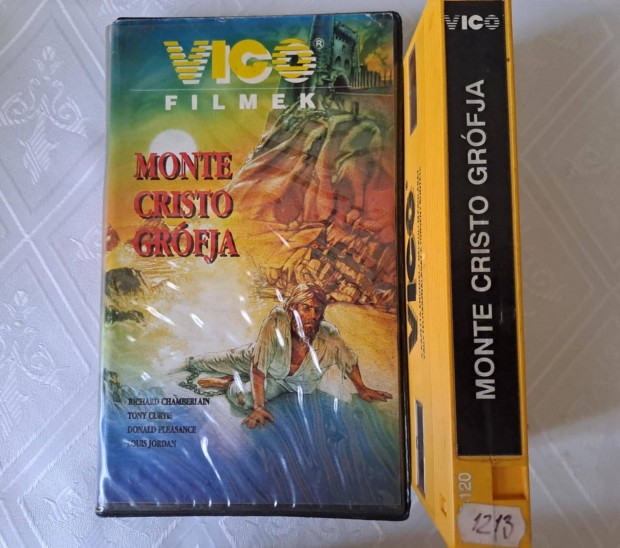 VICO®
FILMEK
MONTE
CRISTO
GRÓFJA
RICHARD CHAMBERLAIN
TONY CURTIE
DONALD PLEASANCE
LOUIS JORDAN
VICO
MONTE CRISTO GRÓFJA
VICO
120
1213